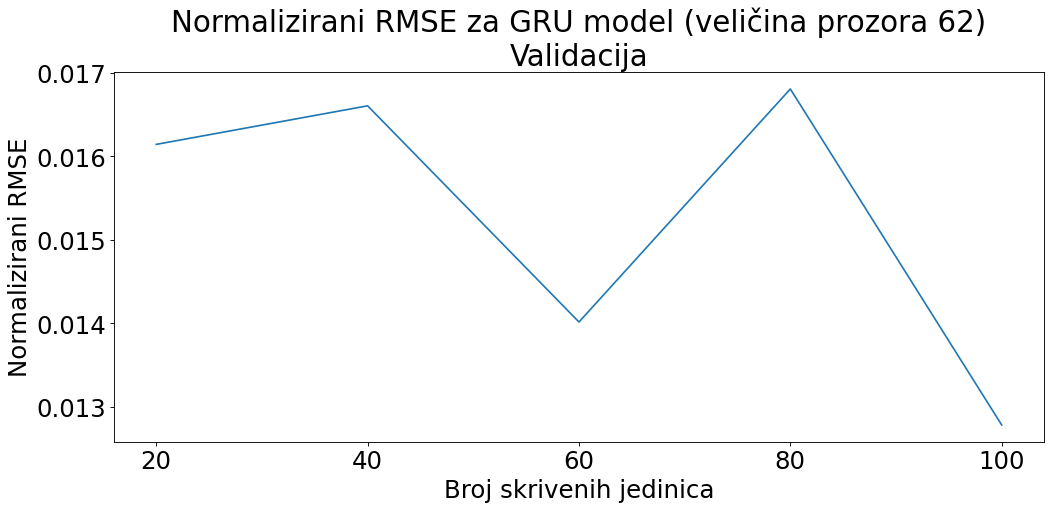 Normalizirani RMSE za GRU model (veličina prozora 62)
Validacija
Normalizirani RMSE
0.017
0.016
0.015
0.014
0.013
20 40 60 80 100
Broj skrivenih jedinica